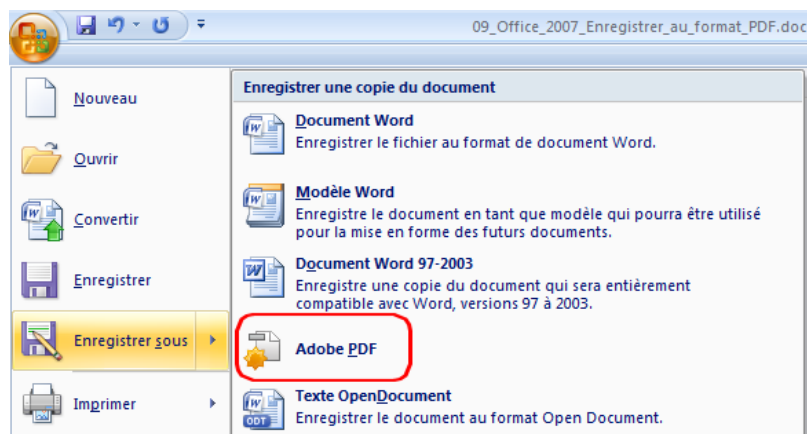 09_Office_2007_Enregistrer_au_format_PDF.doc
Nouveau
Ouvrir
Convertir
Enregistrer
Enregistrer sous
Imprimer
Enregistrer une copie du document
Document Word
Enregistrer le fichier au format de document Word.
Modèle Word
Enregistre le document en tant que modèle qui pourra être utilisé
pour la mise en forme des futurs documents.
Document Word 97-2003
Enregistre une copie du document qui sera entièrement
compatible avec Word, versions 97 à 2003.
Adobe PDF
Texte OpenDocument
ODT
Enregistrer le document au format Open Document.